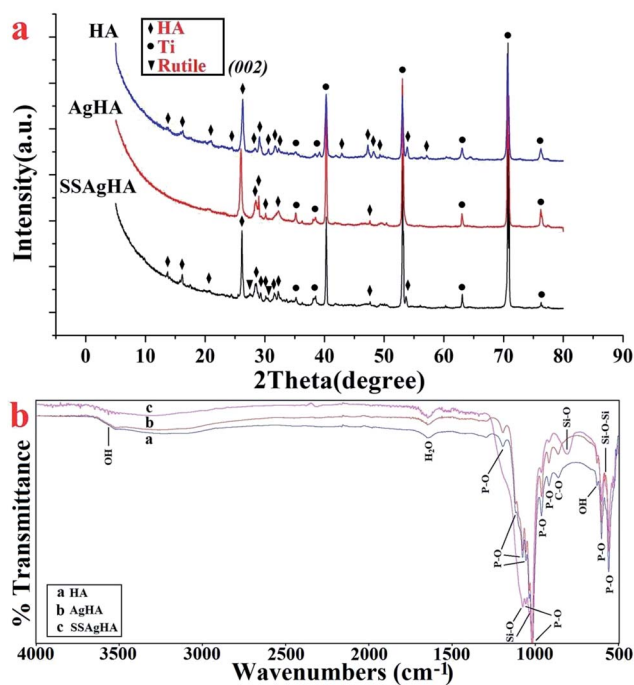 a
HA
HA
Ti
Rutile
(002)
AgHA
SSAgHA
Intensity(a.u.)
-10 0 10 20 30 40 50 60 70 80 90
2Theta(degree)
b
c
b
a
OH
H₂O
P-O
P-O
Si-O
P-O
P-O
P-O
C-O
Si-O
OH
Si-O-Si
P-O
P-O
% Transmittance
a HA
b AgHA
c SSAgHA
4000 3500 3000 2500 2000 1500 1000 500
Wavenumbers (cm⁻¹)